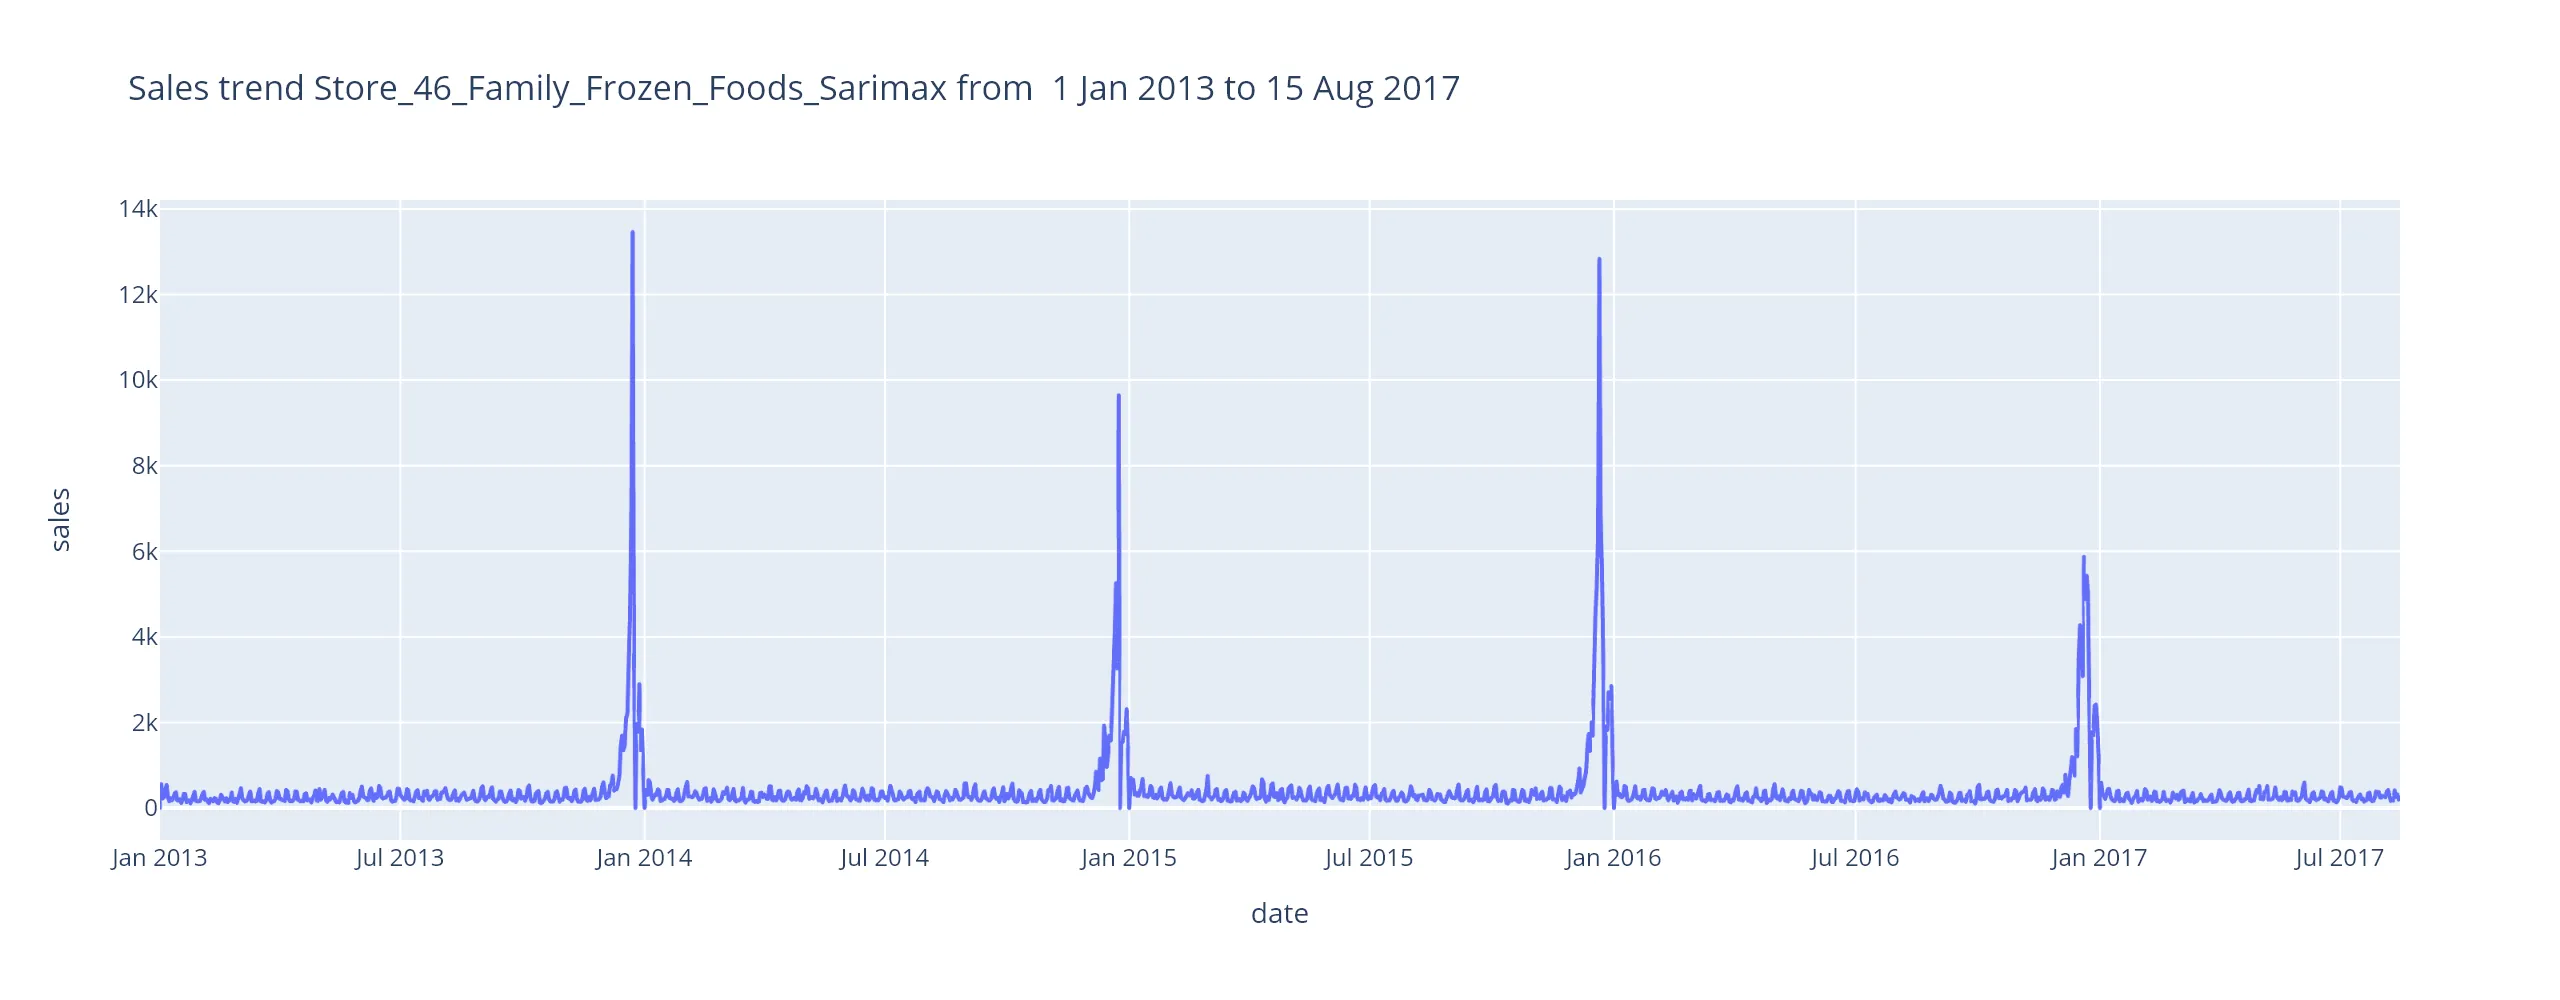 Sales trend Store_46_Family_Frozen_Foods_Sarimax from  1 Jan 2013 to 15 Aug 2017
14k
12k
10k
8k
6k
4k
2k
0
sales
Jan 2013 Jul 2013 Jan 2014 Jul 2014 Jan 2015 Jul 2015 Jan 2016 Jul 2016 Jan 2017 Jul 2017
date